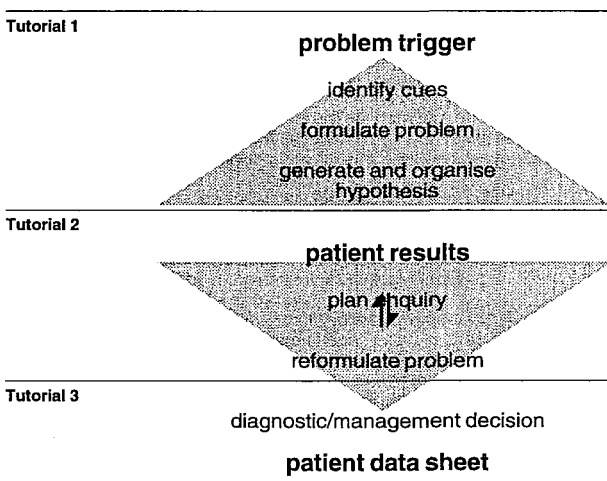 Tutorial 1
problem trigger
identify cues
formulate problem
generate and organise
hypothesis
Tutorial 2
patient results
plan enquiry
reformulate problem
Tutorial 3
diagnostic/management decision
patient data sheet